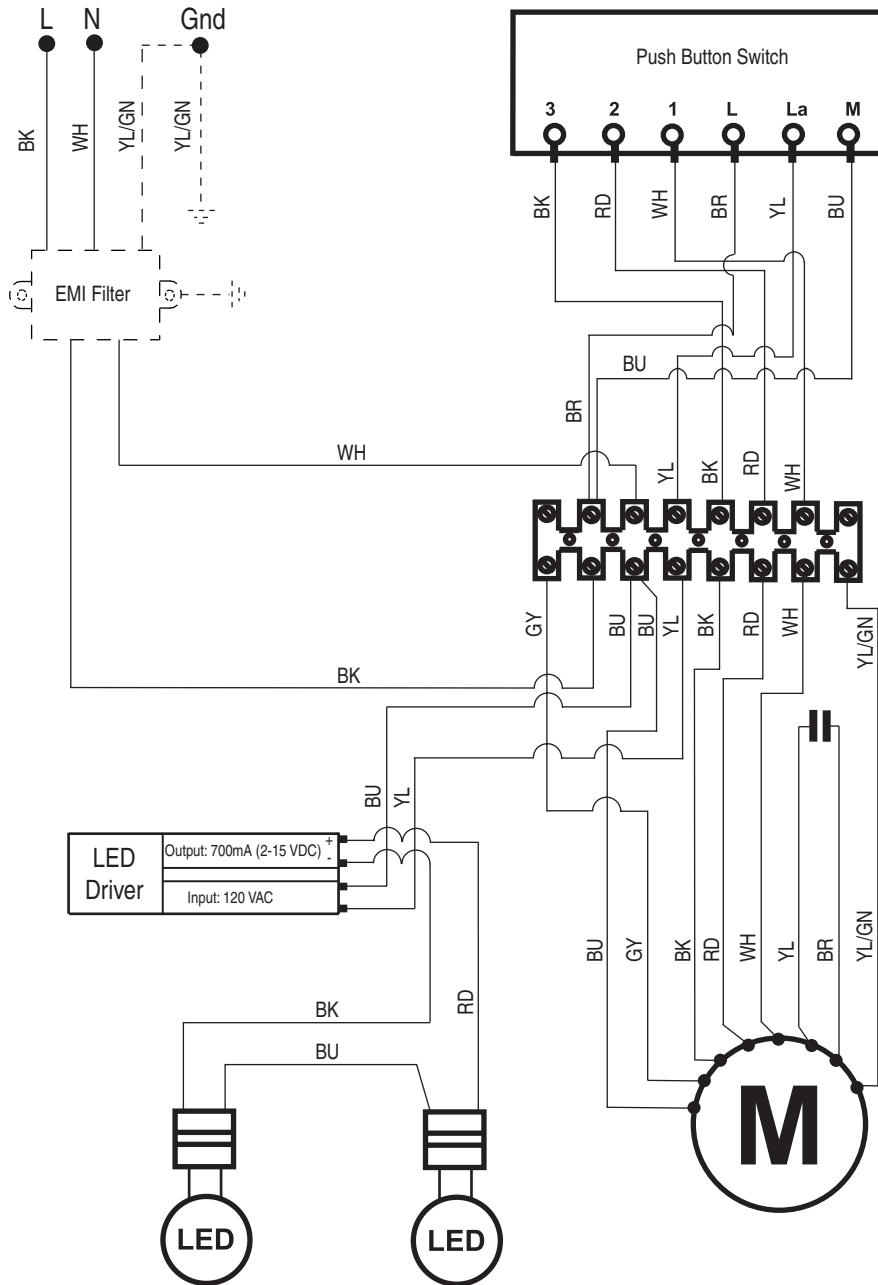 L N Gnd
BK WH YL/GN YL/GN
EMI Filter
Push Button Switch
3 2 1 L La M
BK RD WH BR YL BU
BU
BR
WH
YL BK RD WH
GY BU BU YL BK RD WH YL/GN
BK
BU YL
LED Driver
Output: 700mA (2-15 VDC) + -
Input: 120 VAC
BU GY BK RD WH YL BR YL/GN
BK
RD
BU
LED LED
M